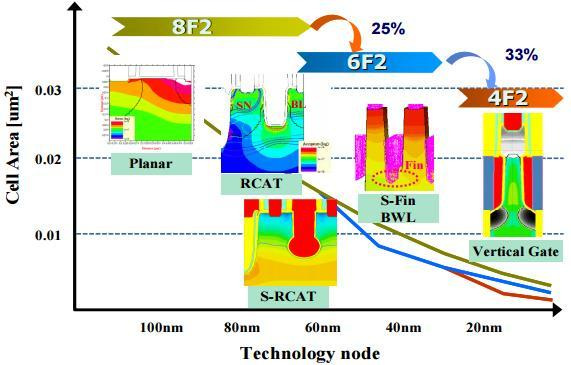 8F2
25%
6F2
33%
4F2
Cell Area [um²]
0.03
0.02
0.01
SN
BL
Fin
Planar
RCAT
S-Fin
BWL
Vertical Gate
S-RCAT
100nm 80nm 60nm 40nm 20nm
Technology node